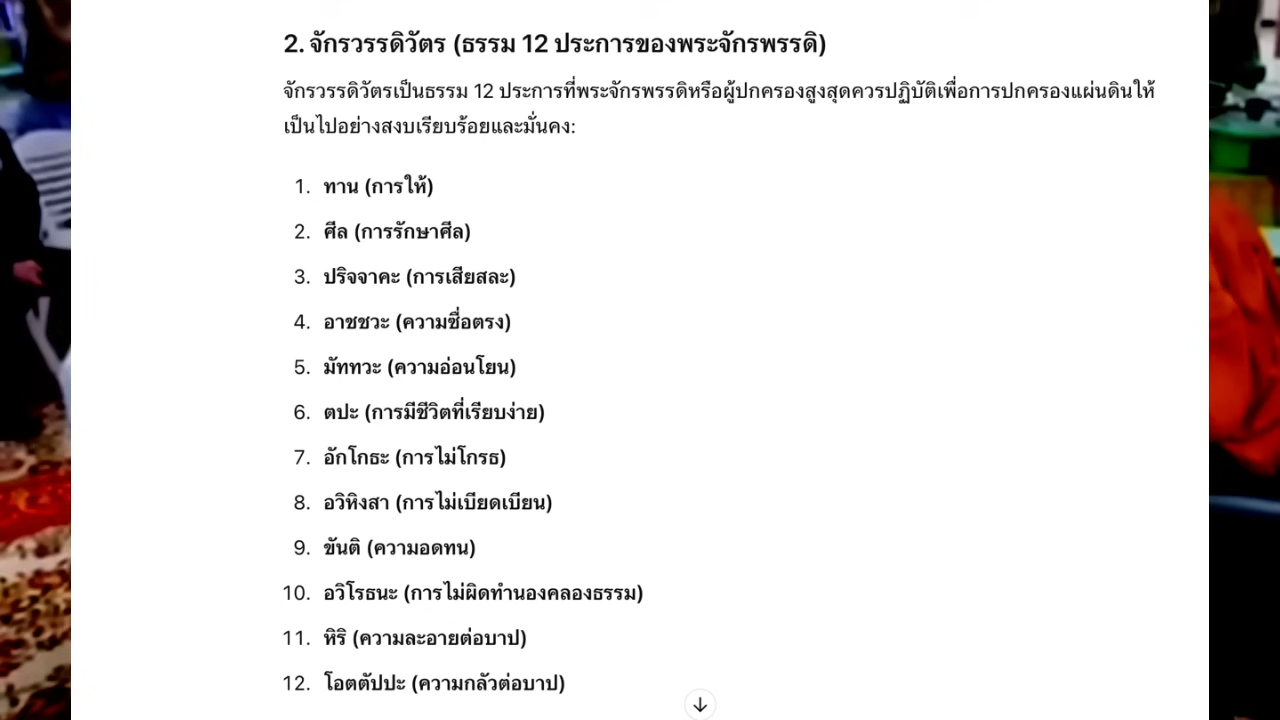 2. จักรวรรดิวัตร (ธรรม 12 ประการของพระจักรพรรดิ)
จักรวรรดิวัตรเป็นธรรม 12 ประการที่พระจักรพรรดิหรือผู้ปกครองสูงสุดควรปฏิบัติเพื่อการปกครองแผ่นดินให้
เป็นไปอย่างสงบเรียบร้อยและมั่นคง:
1. ทาน (การให้)
2. ศีล (การรักษาศีล)
3. ปริจจาคะ (การเสียสละ)
4. อาชชวะ (ความซื่อตรง)
5. มัททวะ (ความอ่อนโยน)
6. ตปะ (การมีชีวิตที่เรียบง่าย)
7. อักโกธะ (การไม่โกรธ)
8. อวิหิงสา (การไม่เบียดเบียน)
9. ขันติ (ความอดทน)
10. อวิโรธนะ (การไม่ผิดทำนองคลองธรรม)
11. หิริ (ความละอายต่อบาป)
12. โอตตัปปะ (ความกลัวต่อบาป)